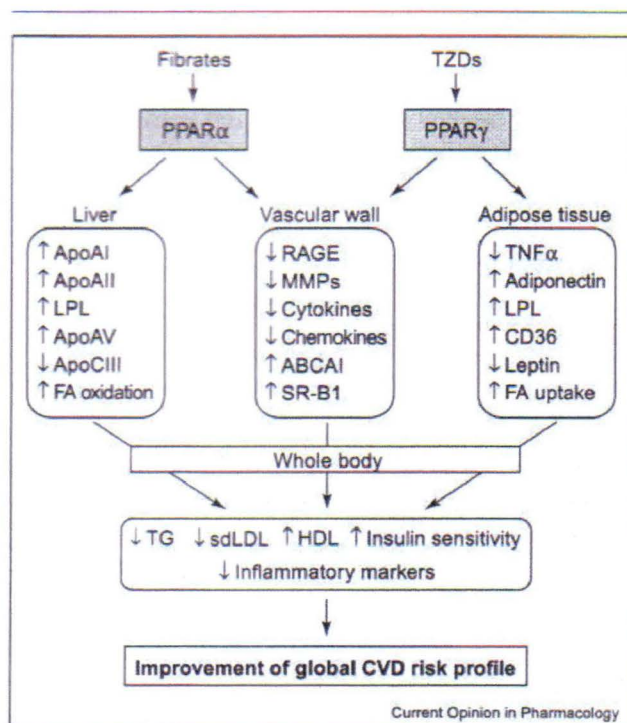 Fibrates TZDs
PPARα PPARγ
Liver Vascular wall Adipose tissue
↑ ApoAI ↓ RAGE ↓ TNFα
↑ ApoAII ↓ MMPs ↑ Adiponectin
↑ LPL ↓ Cytokines ↑ LPL
↑ ApoAV ↓ Chemokines ↑ CD36
↓ ApoCIII ↑ ABCAI ↓ Leptin
↑ FA oxidation ↑ SR-B1 ↑ FA uptake
Whole body
↓ TG ↓ sdLDL ↑ HDL ↑ Insulin sensitivity
↓ Inflammatory markers
Improvement of global CVD risk profile
Current Opinion in Pharmacology